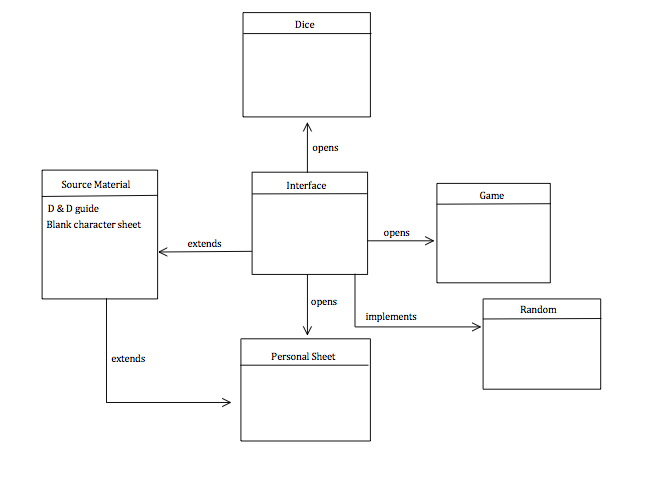 Dice
opens
Source Material
D & D guide
Blank character sheet
Interface
Game
opens
extends
opens
implements
Random
extends
Personal Sheet